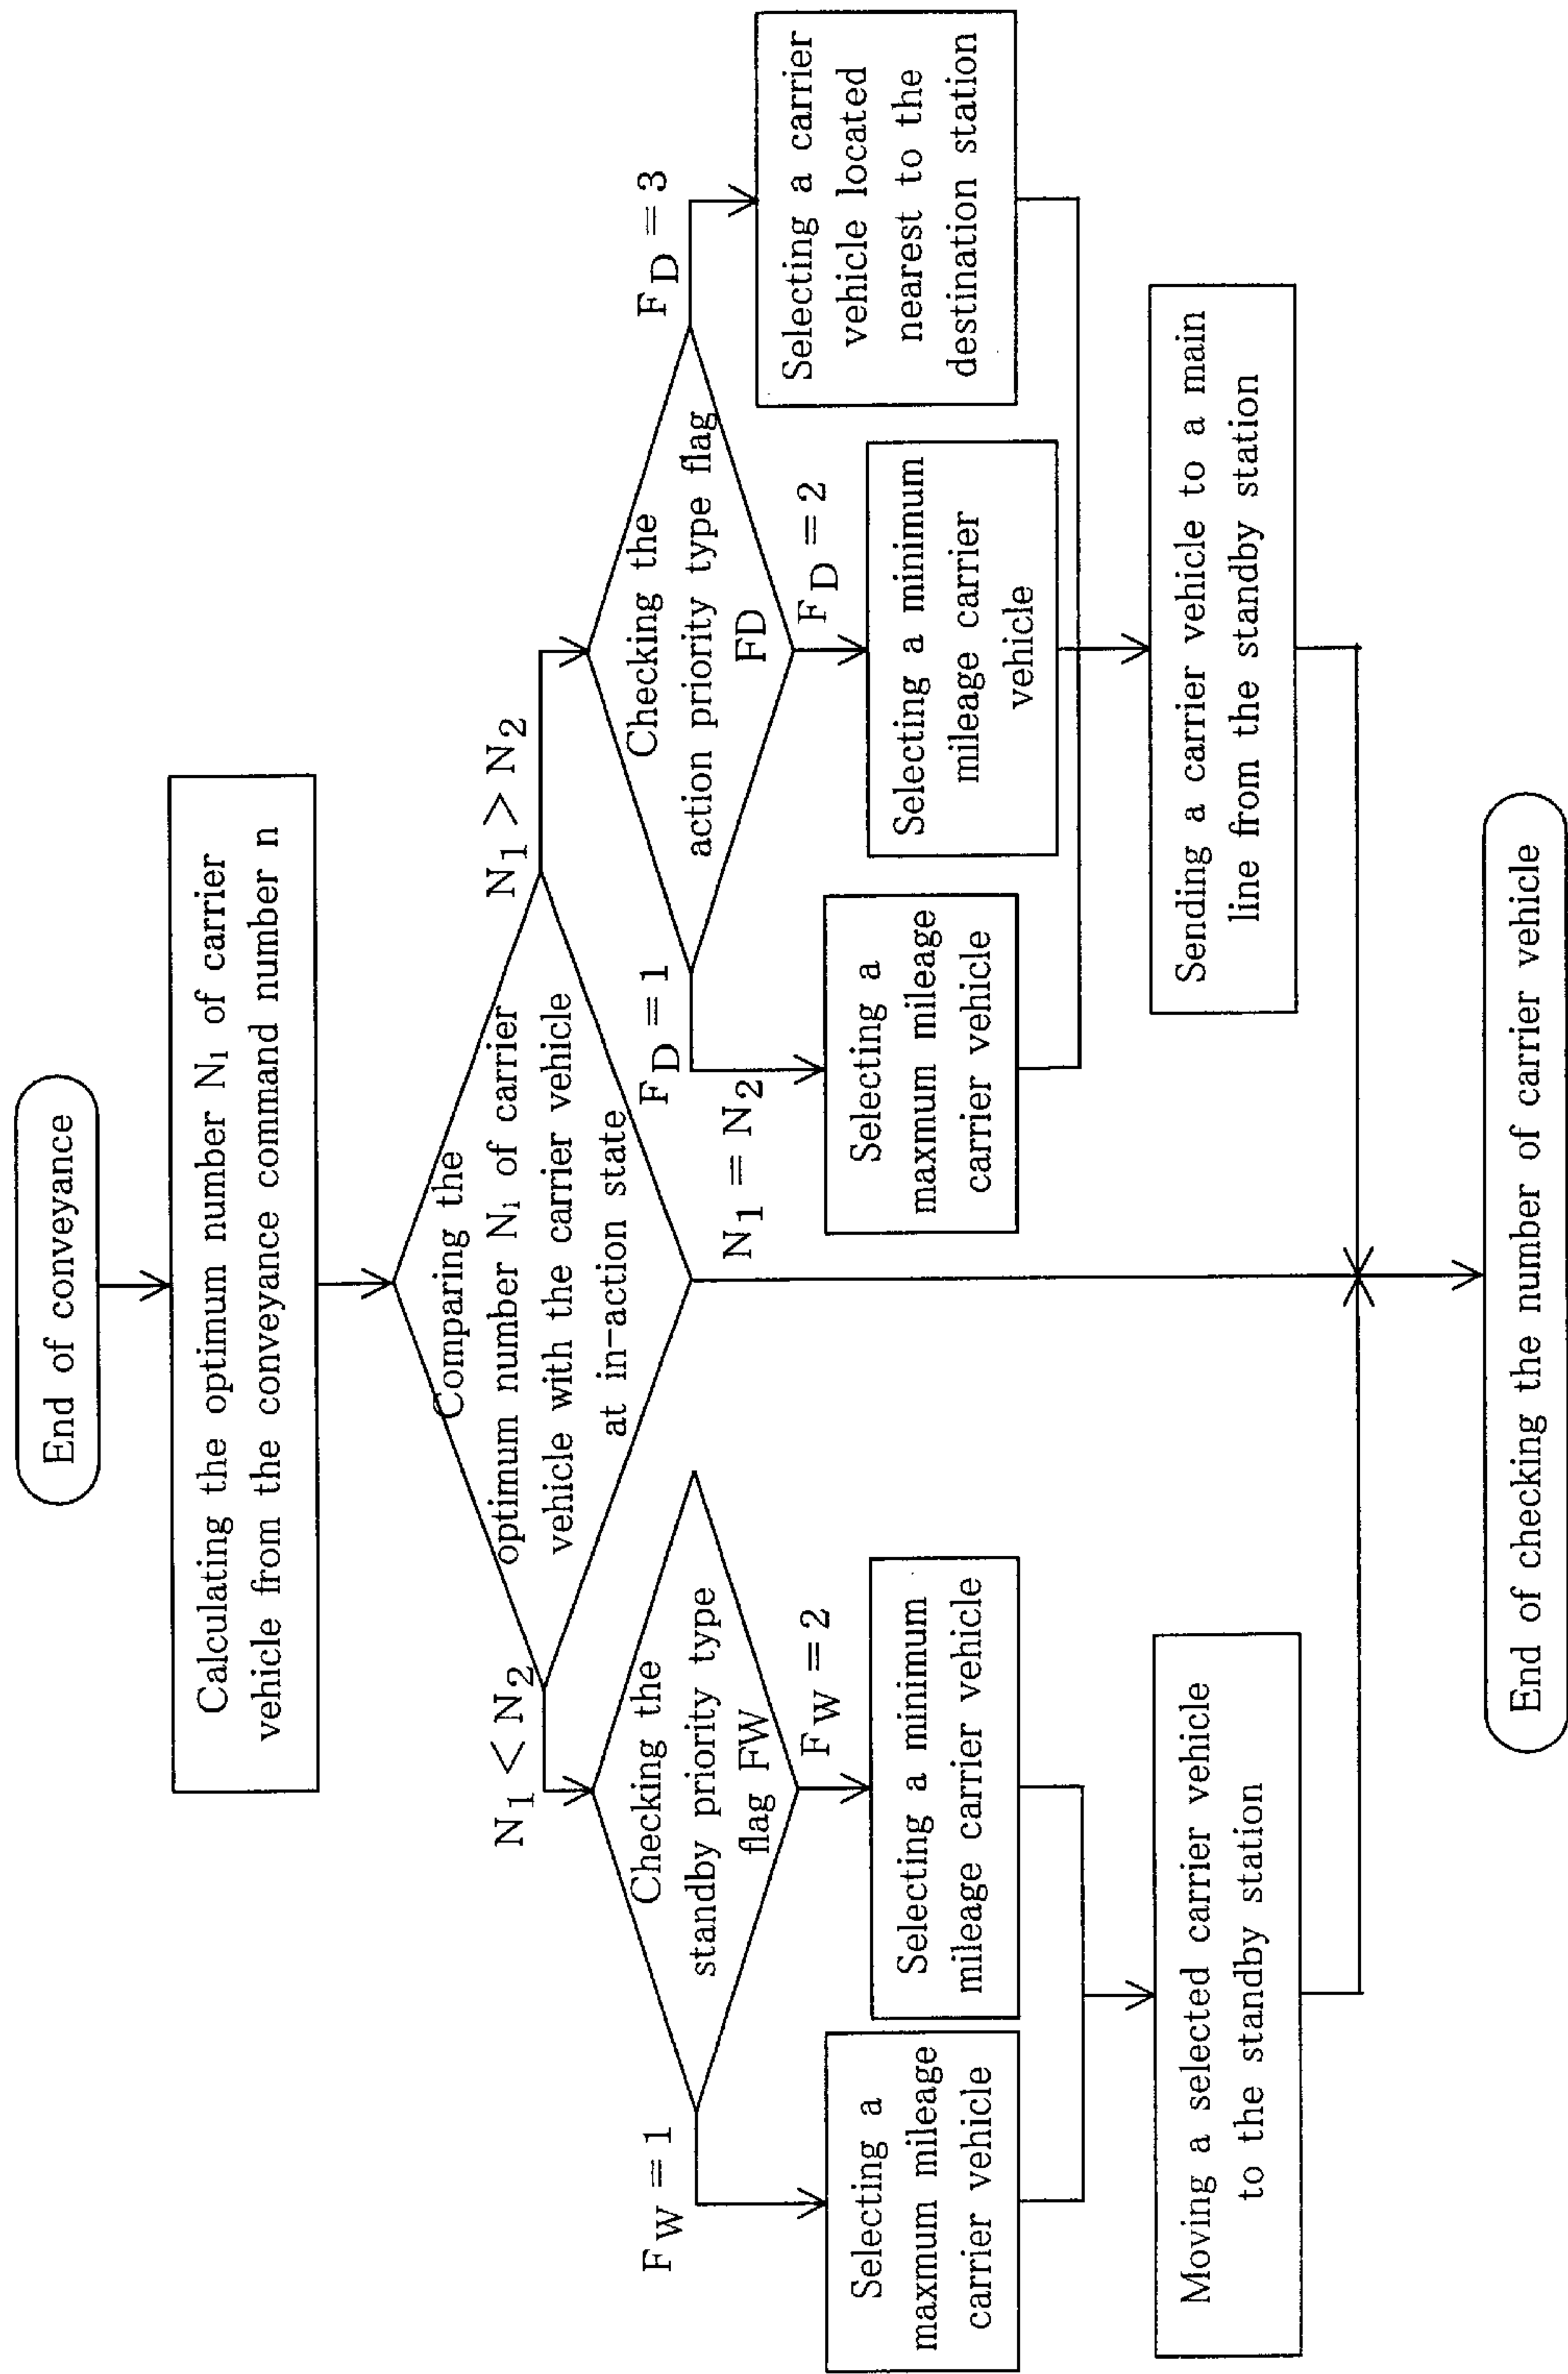 End of conveyance
Calculating the optimum number N₁ of carrier
vehicle from the conveyance command number n
Comparing the
optimum number N₁ of carrier
vehicle with the carrier vehicle
at in-action state
N₁ < N₂
N₁ > N₂
N₁ = N₂
Checking the
standby priority type
flag FW
F_W = 1
F_W = 2
Selecting a
maxmum mileage
carrier vehicle
Selecting a minimum
mileage carrier vehicle
Moving a selected carrier vehicle
to the standby station
Checking the
action priority type flag
FD
F_D = 1
F_D = 2
F_D = 3
Selecting a
maxmum mileage
carrier vehicle
Selecting a minimum
mileage carrier
vehicle
Selecting a carrier
vehicle located
nearest to the
destination station
Sending a carrier vehicle to a main
line from the standby station
End of checking the number of carrier vehicle